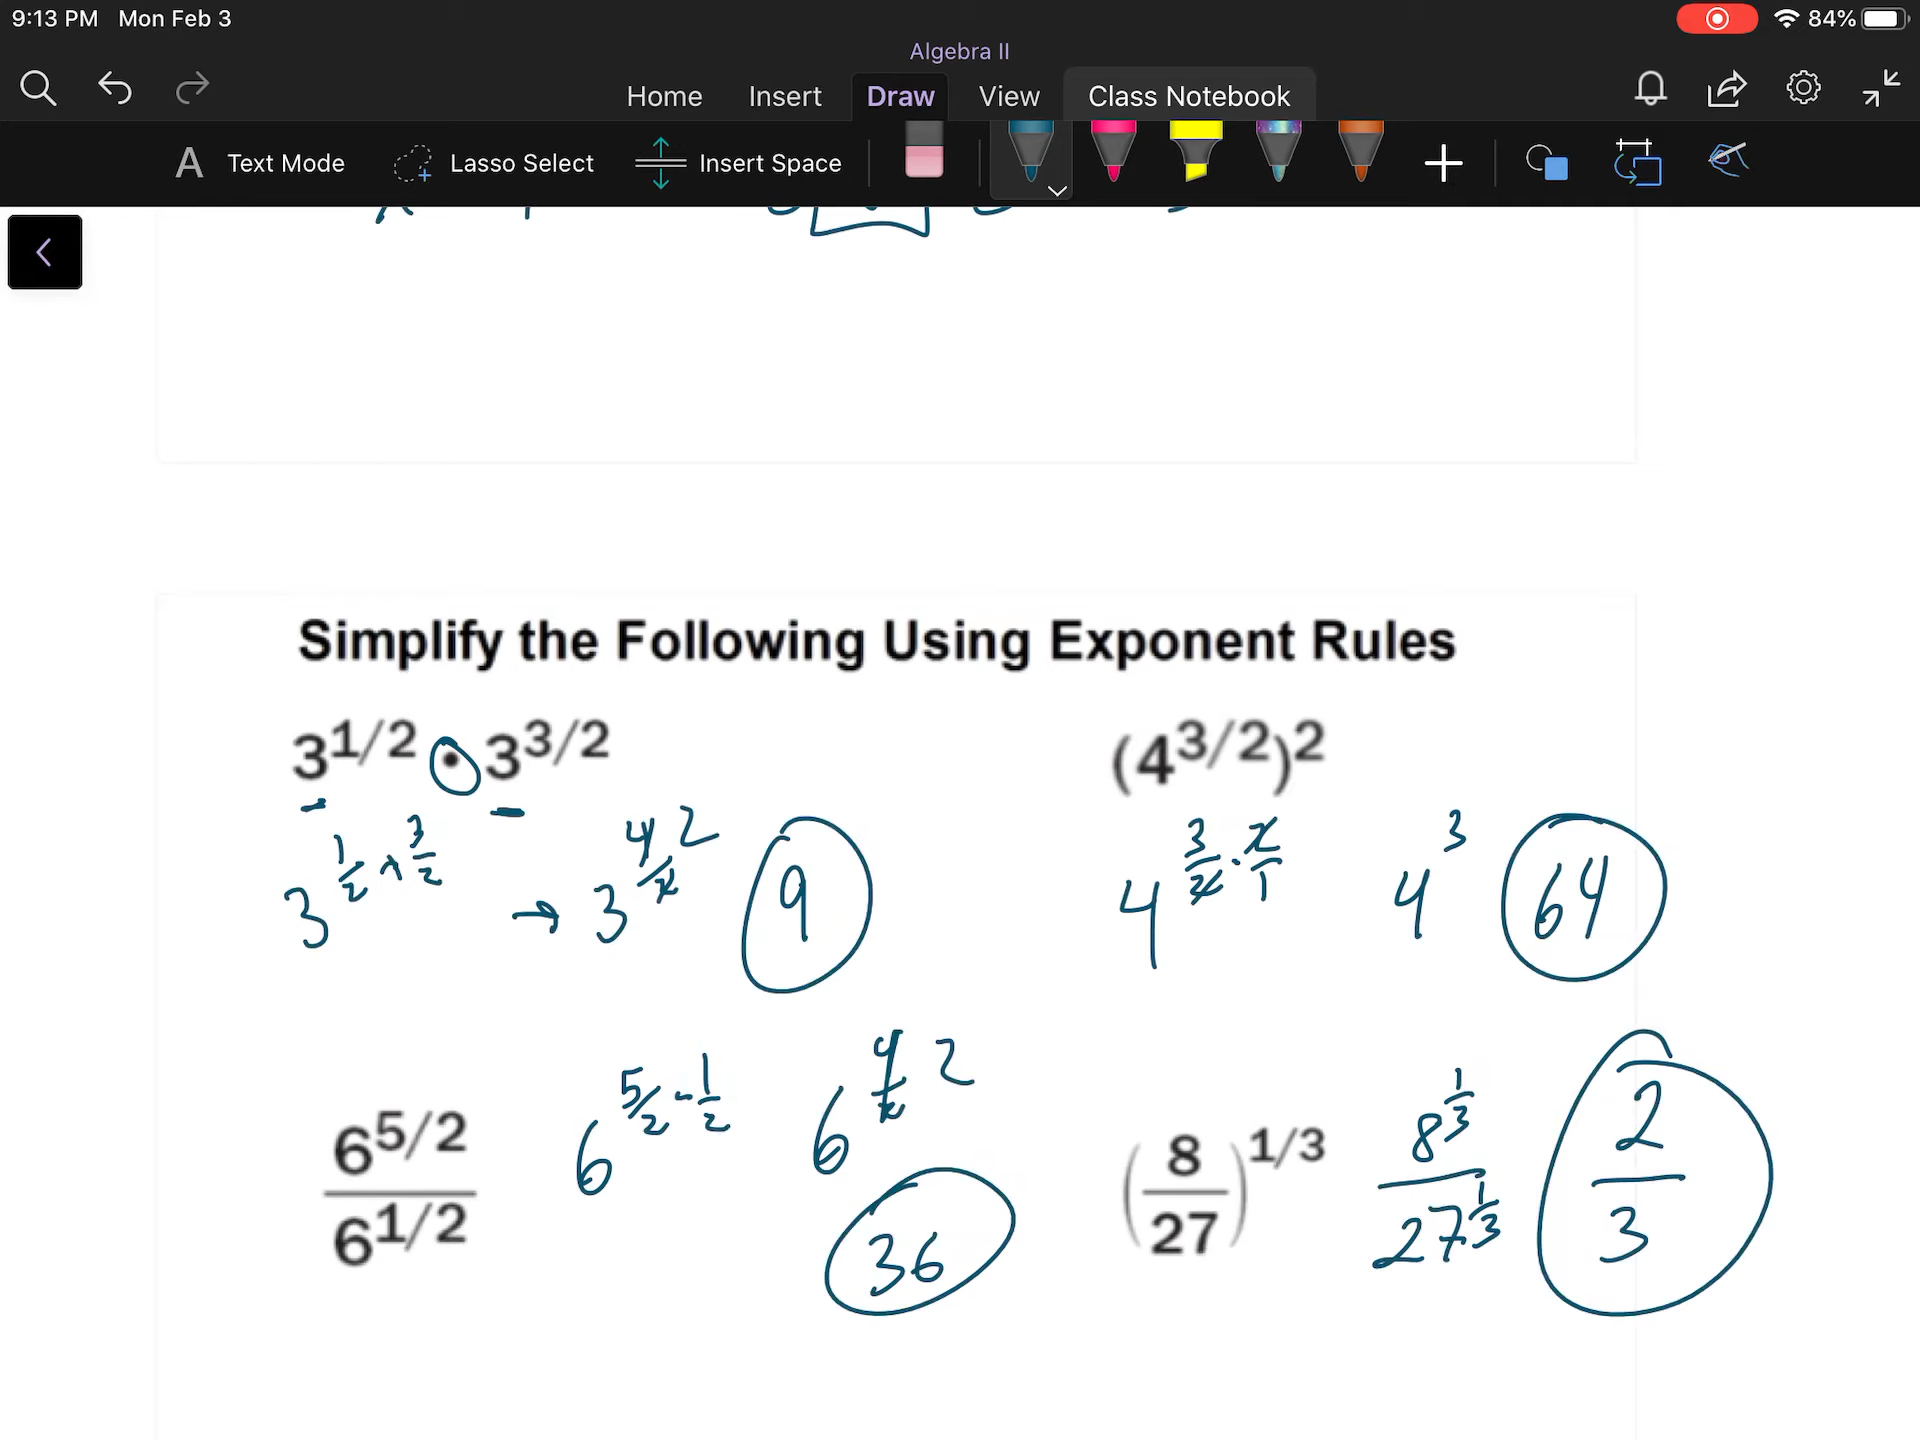 9:13 PM Mon Feb 3
84%
Algebra II
Home Insert Draw View Class Notebook
A Text Mode Lasso Select Insert Space
Simplify the Following Using Exponent Rules
3^{1/2} • 3^{3/2}
3^{1/2 + 3/2} → 3^{4/2} 2 9
(4^{3/2})^2
4^{3/2 · 2/1} 4^3 64
6^{5/2} / 6^{1/2}
6^{5/2 - 1/2} 6^{4/2} 2
36
(8/27)^{1/3}
8^{1/3} / 27^{1/3} 2/3